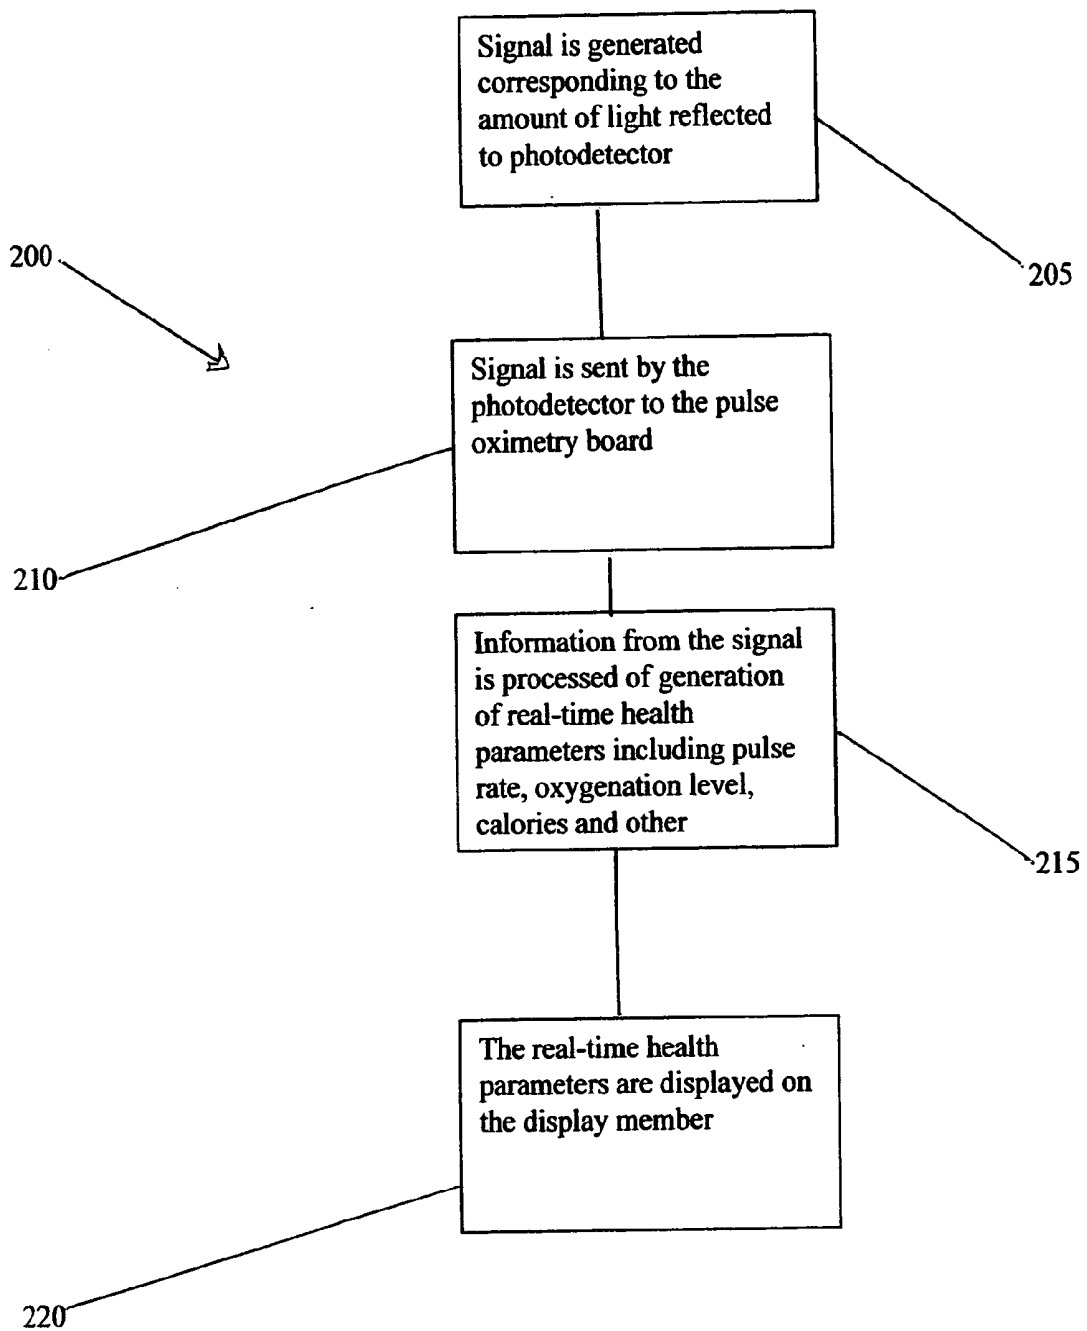 Signal is generated
corresponding to the
amount of light reflected
to photodetector
200
205
Signal is sent by the
photodetector to the pulse
oximetry board
210
Information from the signal
is processed of generation
of real-time health
parameters including pulse
rate, oxygenation level,
calories and other
215
The real-time health
parameters are displayed on
the display member
220